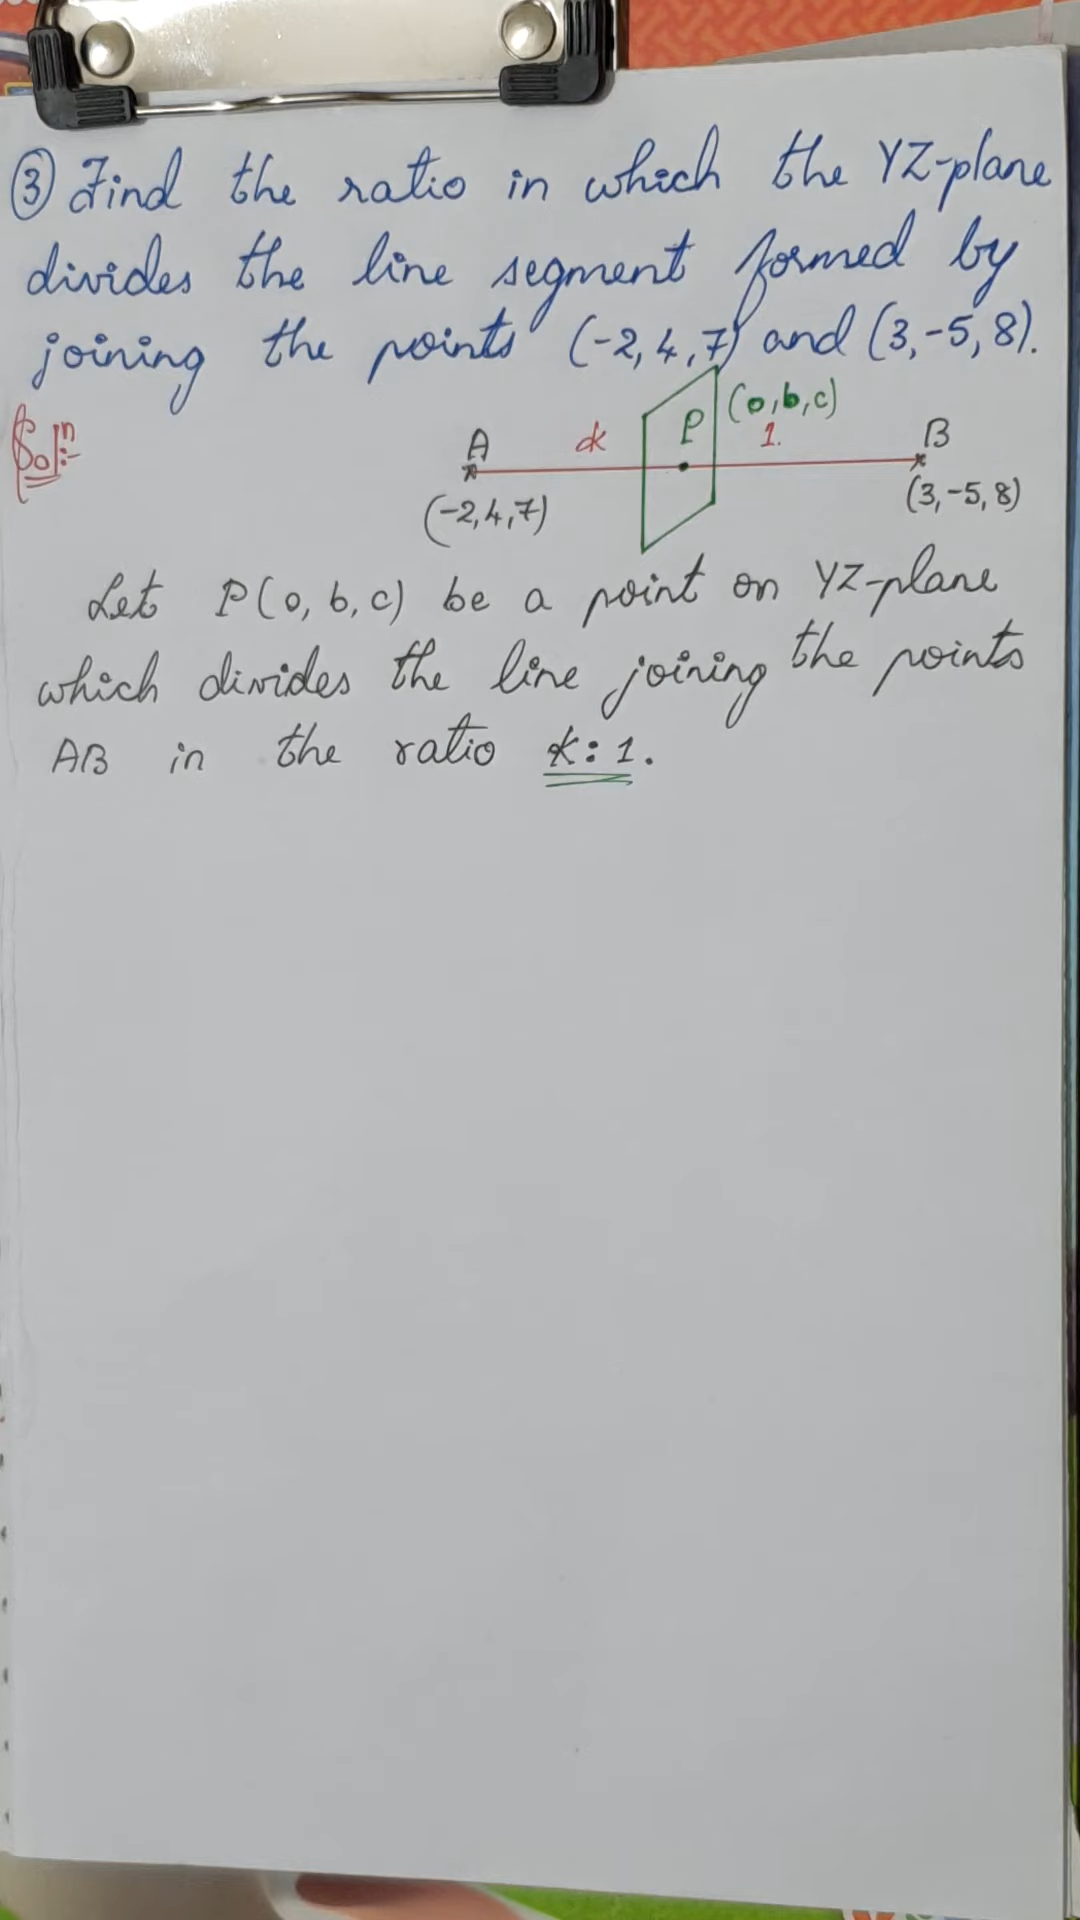 ③ Find the ratio in which the YZ-plane
divides the line segment formed by
joining the points (-2,4,7) and (3,-5,8).
Solⁿ:-
A k P (0,b,c) 1. B
(-2,4,7) (3,-5,8)
Let P(0,b,c) be a point on YZ-plane
which divides the line joining the points
AB in the ratio k:1.